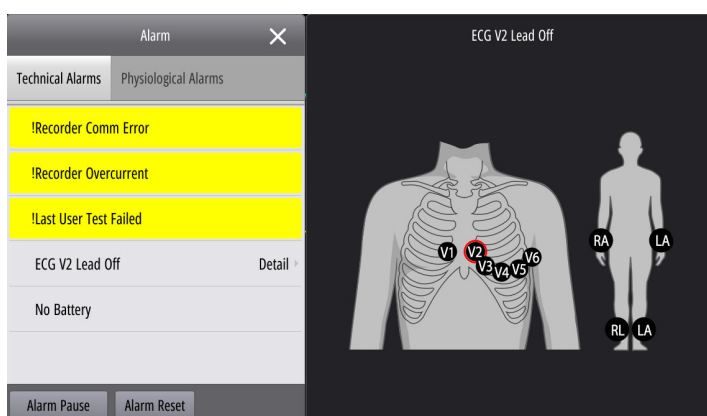 Alarm
Technical Alarms Physiological Alarms
!Recorder Comm Error
!Recorder Overcurrent
!Last User Test Failed
ECG V2 Lead Off Detail
No Battery
Alarm Pause Alarm Reset
ECG V2 Lead Off
V1 V2 V3 V4 V5 V6
RA LA
RL LA